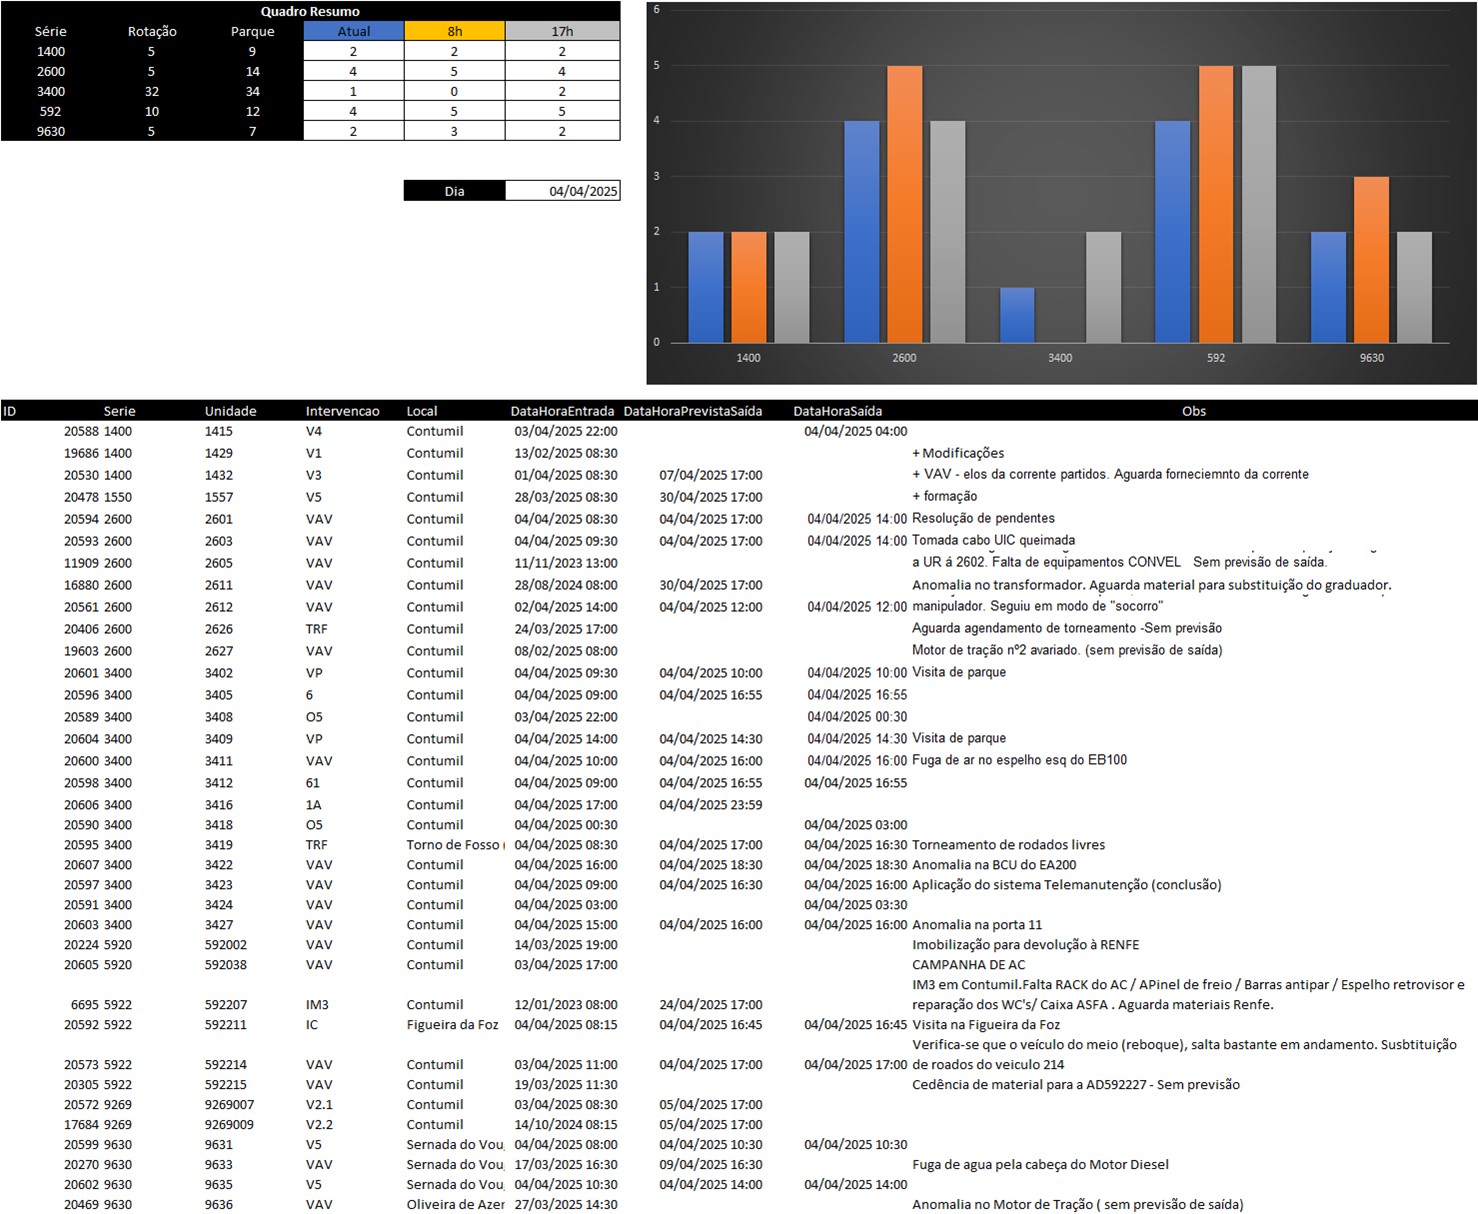 Quadro Resumo
Série Rotação Parque Atual 8h 17h
1400 5 9 2 2 2
2600 5 14 4 5 4
3400 32 34 1 0 2
592 10 12 4 5 5
9630 5 7 2 3 2
Dia 04/04/2025
6
5
4
3
2
1
0
1400 2600 3400 592 9630
ID Serie Unidade Intervencao Local DataHoraEntrada DataHoraPrevistaSaída DataHoraSaída Obs
20588 1400 1415 V4 Contumil 03/04/2025 22:00 04/04/2025 04:00
19686 1400 1429 V1 Contumil 13/02/2025 08:30 + Modificações
20530 1400 1432 V3 Contumil 01/04/2025 08:30 07/04/2025 17:00 + VAV - elos da corrente partidos. Aguarda forneciemnto da corrente
20478 1550 1557 V5 Contumil 28/03/2025 08:30 30/04/2025 17:00 + formação
20594 2600 2601 VAV Contumil 04/04/2025 08:30 04/04/2025 17:00 04/04/2025 14:00 Resolução de pendentes
20593 2600 2603 VAV Contumil 04/04/2025 09:30 04/04/2025 17:00 04/04/2025 14:00 Tomada cabo UIC queimada
11909 2600 2605 VAV Contumil 11/11/2023 13:00 a UR á 2602. Falta de equipamentos CONVEL Sem previsão de saída.
16880 2600 2611 VAV Contumil 28/08/2024 08:00 30/04/2025 17:00 Anomalia no transformador. Aguarda material para substituição do graduador.
20561 2600 2612 VAV Contumil 02/04/2025 14:00 04/04/2025 12:00 04/04/2025 12:00 manipulador. Seguiu em modo de "socorro"
20406 2600 2626 TRF Contumil 24/03/2025 17:00 Aguarda agendamento de torneamento -Sem previsão
19603 2600 2627 VAV Contumil 08/02/2025 08:00 Motor de tração nº2 avariado. (sem previsão de saída)
20601 3400 3402 VP Contumil 04/04/2025 09:30 04/04/2025 10:00 04/04/2025 10:00 Visita de parque
20596 3400 3405 6 Contumil 04/04/2025 09:00 04/04/2025 16:55 04/04/2025 16:55
20589 3400 3408 O5 Contumil 03/04/2025 22:00 04/04/2025 00:30
20604 3400 3409 VP Contumil 04/04/2025 14:00 04/04/2025 14:30 04/04/2025 14:30 Visita de parque
20600 3400 3411 VAV Contumil 04/04/2025 10:00 04/04/2025 16:00 04/04/2025 16:00 Fuga de ar no espelho esq do EB100
20598 3400 3412 61 Contumil 04/04/2025 09:00 04/04/2025 16:55 04/04/2025 16:55
20606 3400 3416 1A Contumil 04/04/2025 17:00 04/04/2025 23:59
20590 3400 3418 O5 Contumil 04/04/2025 00:30 04/04/2025 03:00
20595 3400 3419 TRF Torno de Fosso ( 04/04/2025 08:30 04/04/2025 17:00 04/04/2025 16:30 Torneamento de rodados livres
20607 3400 3422 VAV Contumil 04/04/2025 16:00 04/04/2025 18:30 04/04/2025 18:30 Anomalia na BCU do EA200
20597 3400 3423 VAV Contumil 04/04/2025 09:00 04/04/2025 16:30 04/04/2025 16:00 Aplicação do sistema Telemanutenção (conclusão)
20591 3400 3424 VAV Contumil 04/04/2025 03:00 04/04/2025 03:30
20603 3400 3427 VAV Contumil 04/04/2025 15:00 04/04/2025 16:00 04/04/2025 16:00 Anomalia na porta 11
20224 5920 592002 VAV Contumil 14/03/2025 19:00 Imobilização para devolução à RENFE
20605 5920 592038 VAV Contumil 03/04/2025 17:00 CAMPANHA DE AC
IM3 em Contumil.Falta RACK do AC / APinel de freio / Barras antipar / Espelho retrovisor e
6695 5922 592207 IM3 Contumil 12/01/2023 08:00 24/04/2025 17:00 reparação dos WC's/ Caixa ASFA . Aguarda materiais Renfe.
20592 5922 592211 IC Figueira da Foz 04/04/2025 08:15 04/04/2025 16:45 04/04/2025 16:45 Visita na Figueira da Foz
Verifica-se que o veículo do meio (reboque), salta bastante em andamento. Susbtituição
20573 5922 592214 VAV Contumil 03/04/2025 11:00 04/04/2025 17:00 04/04/2025 17:00 de roados do veiculo 214
20305 5922 592215 VAV Contumil 19/03/2025 11:30 Cedência de material para a AD592227 - Sem previsão
20572 9269 9269007 V2.1 Contumil 03/04/2025 08:30 05/04/2025 17:00
17684 9269 9269009 V2.2 Contumil 14/10/2024 08:15 05/04/2025 17:00
20599 9630 9631 V5 Sernada do Vou 04/04/2025 08:00 04/04/2025 10:30 04/04/2025 10:30
20270 9630 9633 VAV Sernada do Vou 17/03/2025 16:30 09/04/2025 16:30 Fuga de agua pela cabeça do Motor Diesel
20602 9630 9635 V5 Sernada do Vou 04/04/2025 10:30 04/04/2025 14:00 04/04/2025 14:00
20469 9630 9636 VAV Oliveira de Azer 27/03/2025 14:30 Anomalia no Motor de Tração ( sem previsão de saída)